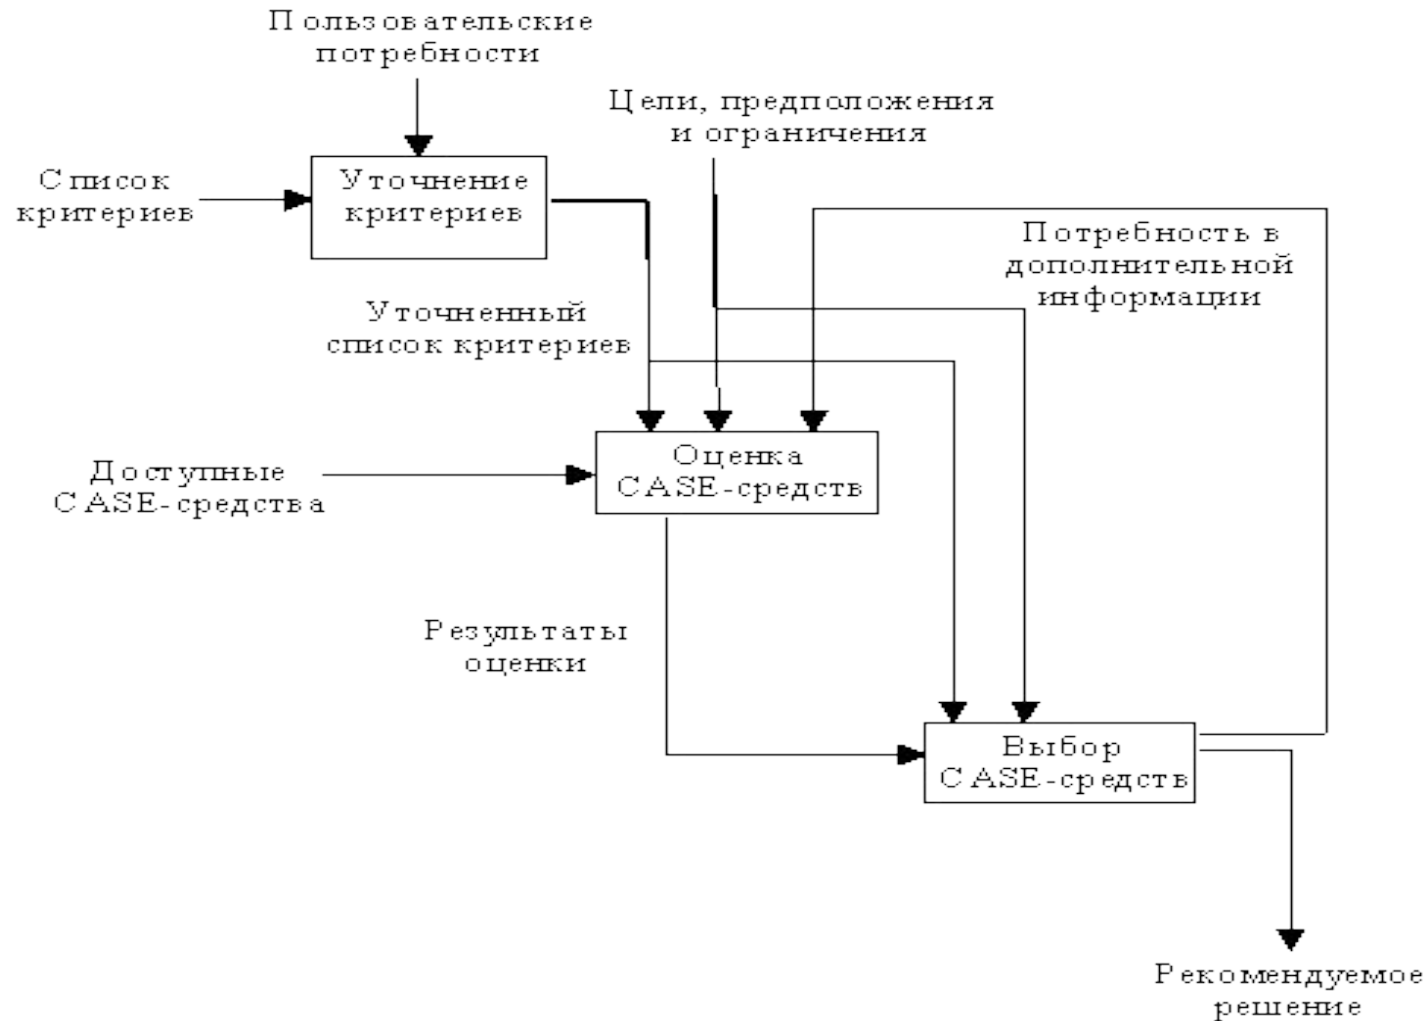 Пользовательские
потребности
Цели, предположения
и ограничения
Список
критериев
Уточнение
критериев
Потребность в
дополнительной
информации
Уточненный
список критериев
Оценка
CASE-средств
Доступные
CASE-средства
Результаты
оценки
Выбор
CASE-средств
Рекомендуемое
решение